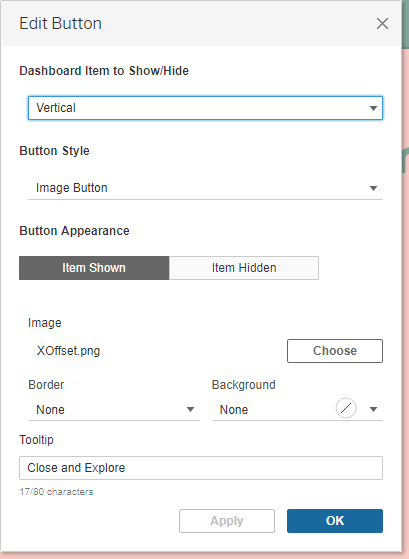 Edit Button
Dashboard Item to Show/Hide
Vertical
Button Style
Image Button
Button Appearance
Item Shown Item Hidden
Image
XOffset.png Choose
Border Background
None None
Tooltip
Close and Explore
17/80 characters
Apply OK